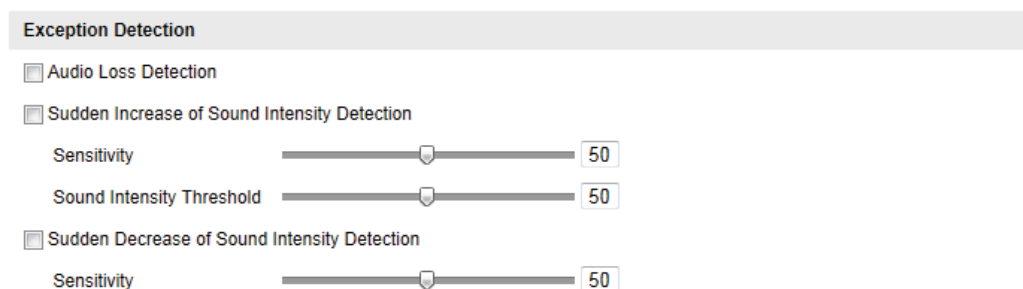 Exception Detection
Audio Loss Detection
Sudden Increase of Sound Intensity Detection
Sensitivity 50
Sound Intensity Threshold 50
Sudden Decrease of Sound Intensity Detection
Sensitivity 50